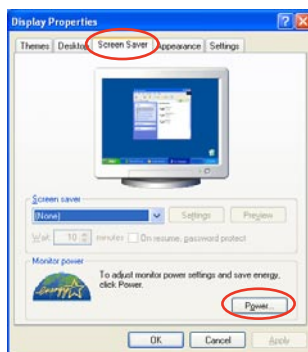 Display Properties
Themes Desktop Screen Saver Appearance Settings
Screen saver
(None) Settings Preview
Wait: 10 minutes On resume, password protect
Monitor power
To adjust monitor power settings and save energy,
click Power.
Power...
OK Cancel Apply